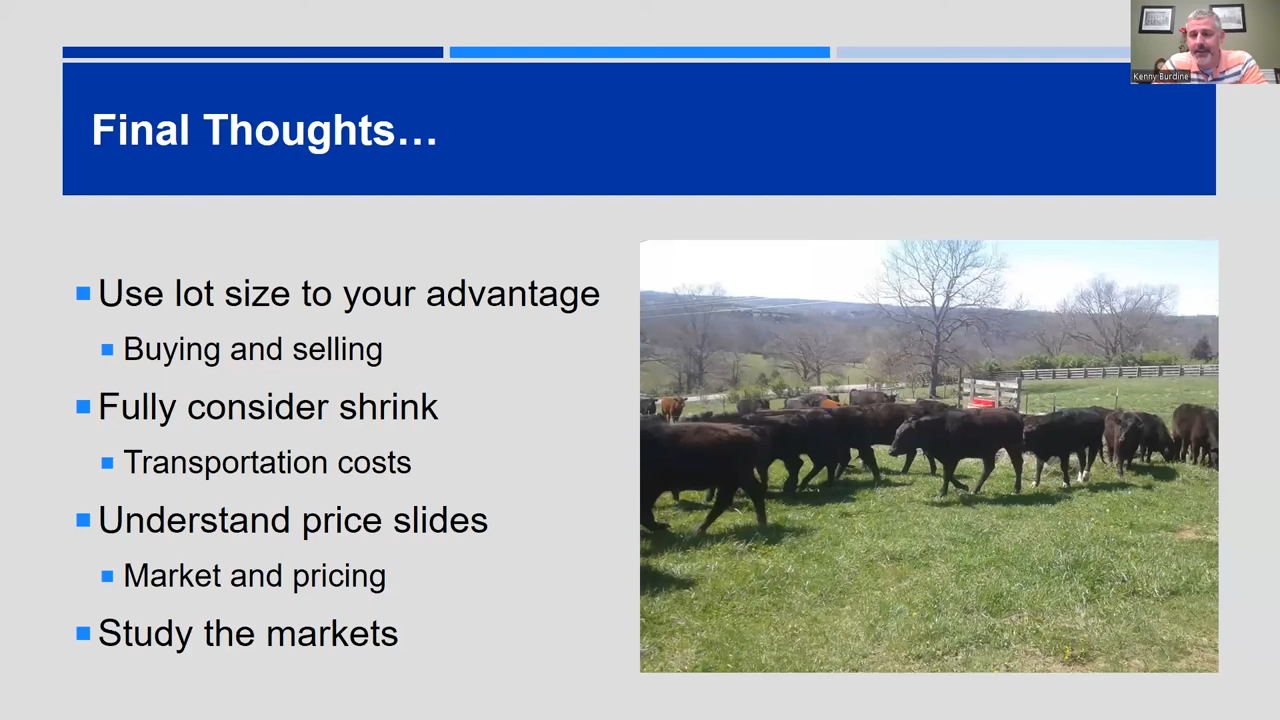 Kenny Burdine
Final Thoughts…
Use lot size to your advantage
Buying and selling
Fully consider shrink
Transportation costs
Understand price slides
Market and pricing
Study the markets